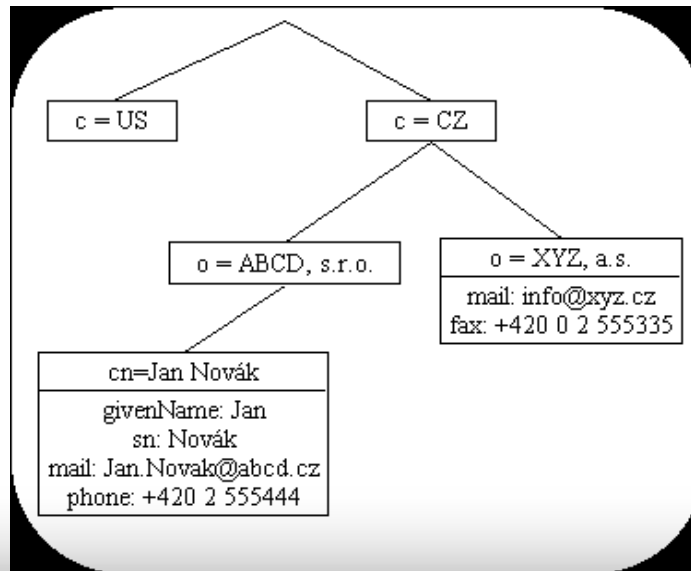 c = US
c = CZ
o = ABCD, s.r.o.
o = XYZ, a.s.
mail: info@xyz.cz
fax: +420 0 2 555335
cn=Jan Novák
givenName: Jan
sn: Novák
mail: Jan.Novak@abcd.cz
phone: +420 2 555444